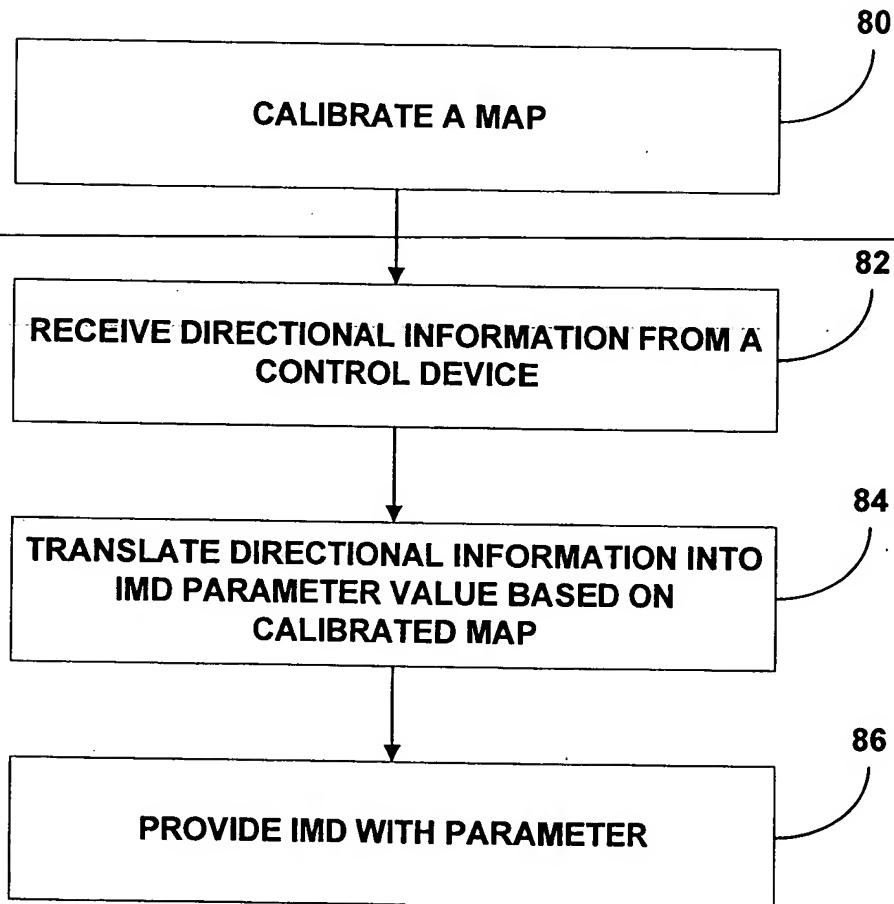 80
CALIBRATE A MAP
82
RECEIVE DIRECTIONAL INFORMATION FROM A
CONTROL DEVICE
84
TRANSLATE DIRECTIONAL INFORMATION INTO
IMD PARAMETER VALUE BASED ON
CALIBRATED MAP
86
PROVIDE IMD WITH PARAMETER